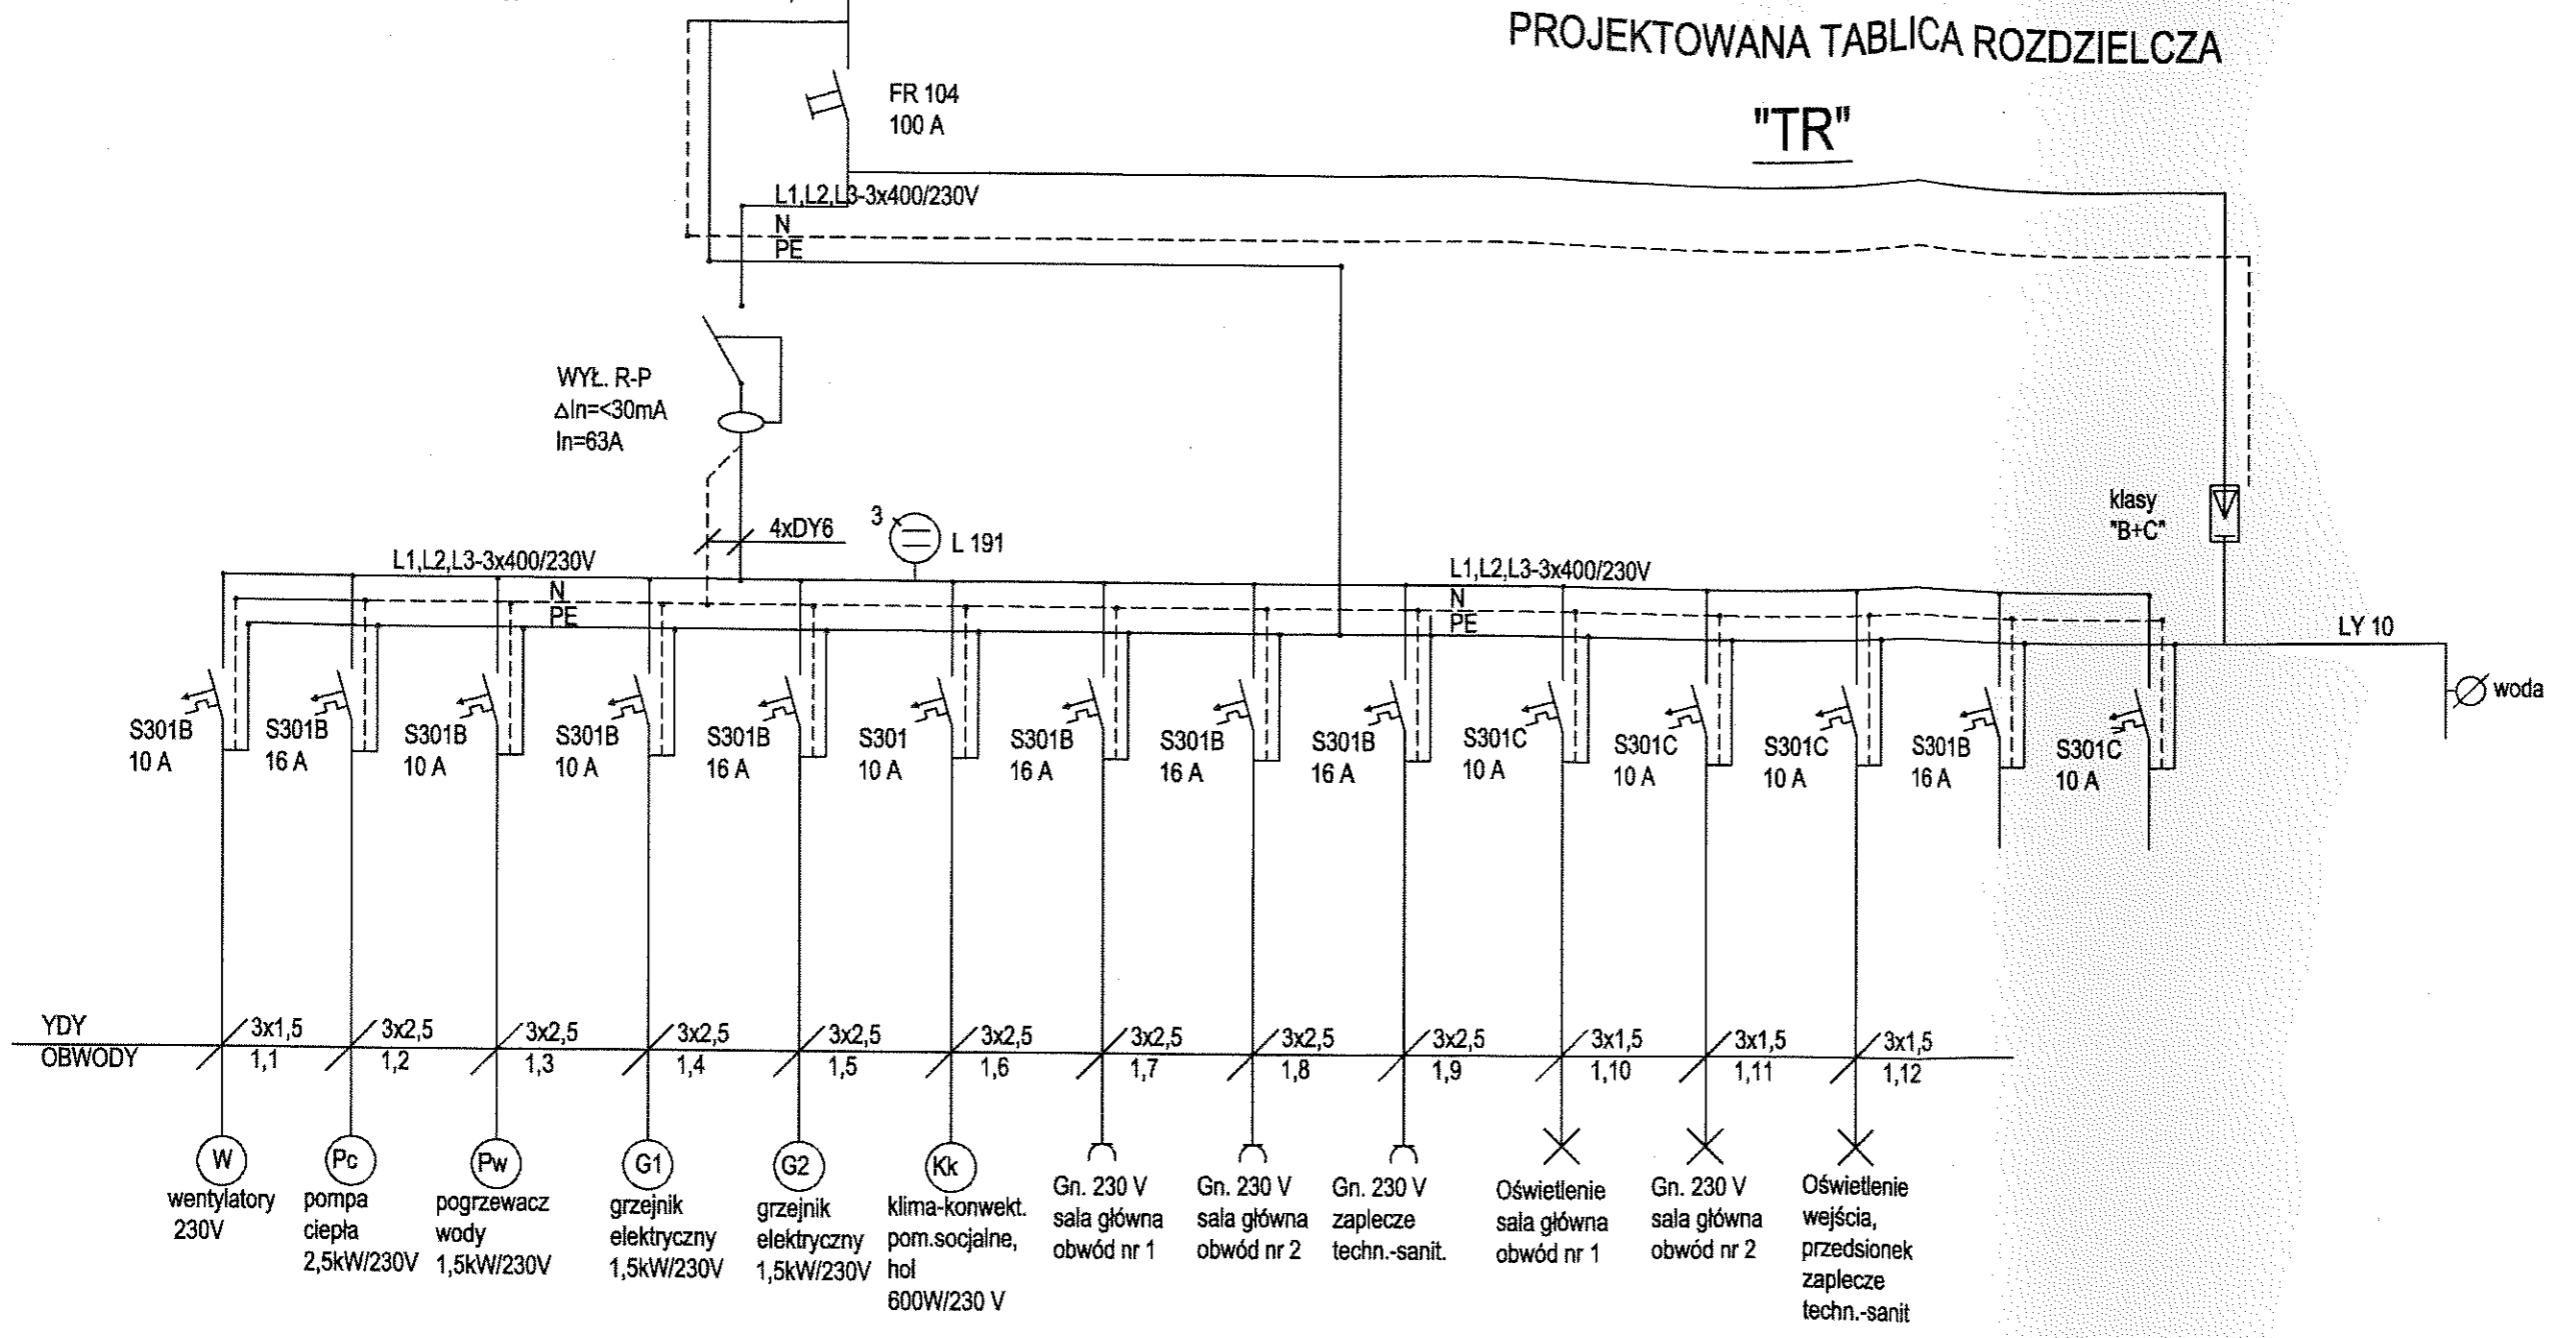 PROJEKTOWANA TABLICA ROZDZIELCZA
"TR"
FR 104
100 A
L1,L2,L3-3x400/230V
N
PE
WYŁ. R-P
ΔIn=<30mA
In=63A
4xDY6
3
L 191
klasy
"B+C"
L1,L2,L3-3x400/230V
N
PE
L1,L2,L3-3x400/230V
N
PE
LY 10
woda
S301B
10 A
S301B
16 A
S301B
10 A
S301B
10 A
S301B
16 A
S301
10 A
S301B
16 A
S301B
16 A
S301B
16 A
S301C
10 A
S301C
10 A
S301C
10 A
S301B
16 A
S301C
10 A
YDY
OBWODY
3x1,5
1,1
3x2,5
1,2
3x2,5
1,3
3x2,5
1,4
3x2,5
1,5
3x2,5
1,6
3x2,5
1,7
3x2,5
1,8
3x2,5
1,9
3x1,5
1,10
3x1,5
1,11
3x1,5
1,12
W
wentylatory
230V
Pc
pompa
ciepła
2,5kW/230V
Pw
pogrzewacz
wody
1,5kW/230V
G1
grzejnik
elektryczny
1,5kW/230V
G2
grzejnik
elektryczny
1,5kW/230V
Kk
klima-konwekt.
pom.socjalne,
hol
600W/230 V
Gn. 230 V
sala główna
obwód nr 1
Gn. 230 V
sala główna
obwód nr 2
Gn. 230 V
zaplecze
techn.-sanit.
Oświetlenie
sala główna
obwód nr 1
Gn. 230 V
sala główna
obwód nr 2
Oświetlenie
wejścia,
przedsionek
zaplecze
techn.-sanit